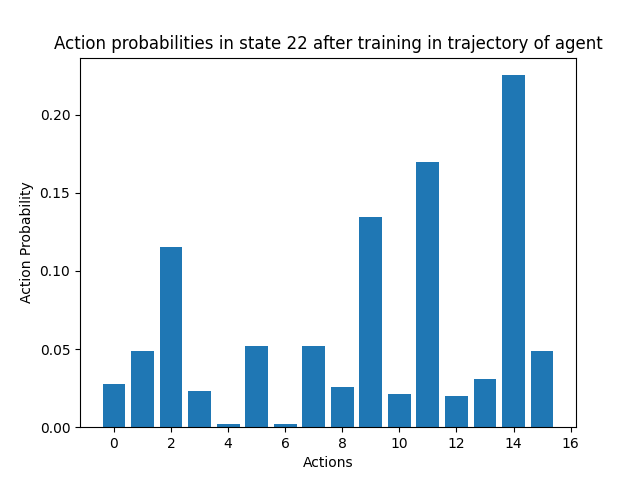 Action probabilities in state 22 after training in trajectory of agent
Action Probability
0.20
0.15
0.10
0.05
0.00
0 2 4 6 8 10 12 14 16
Actions